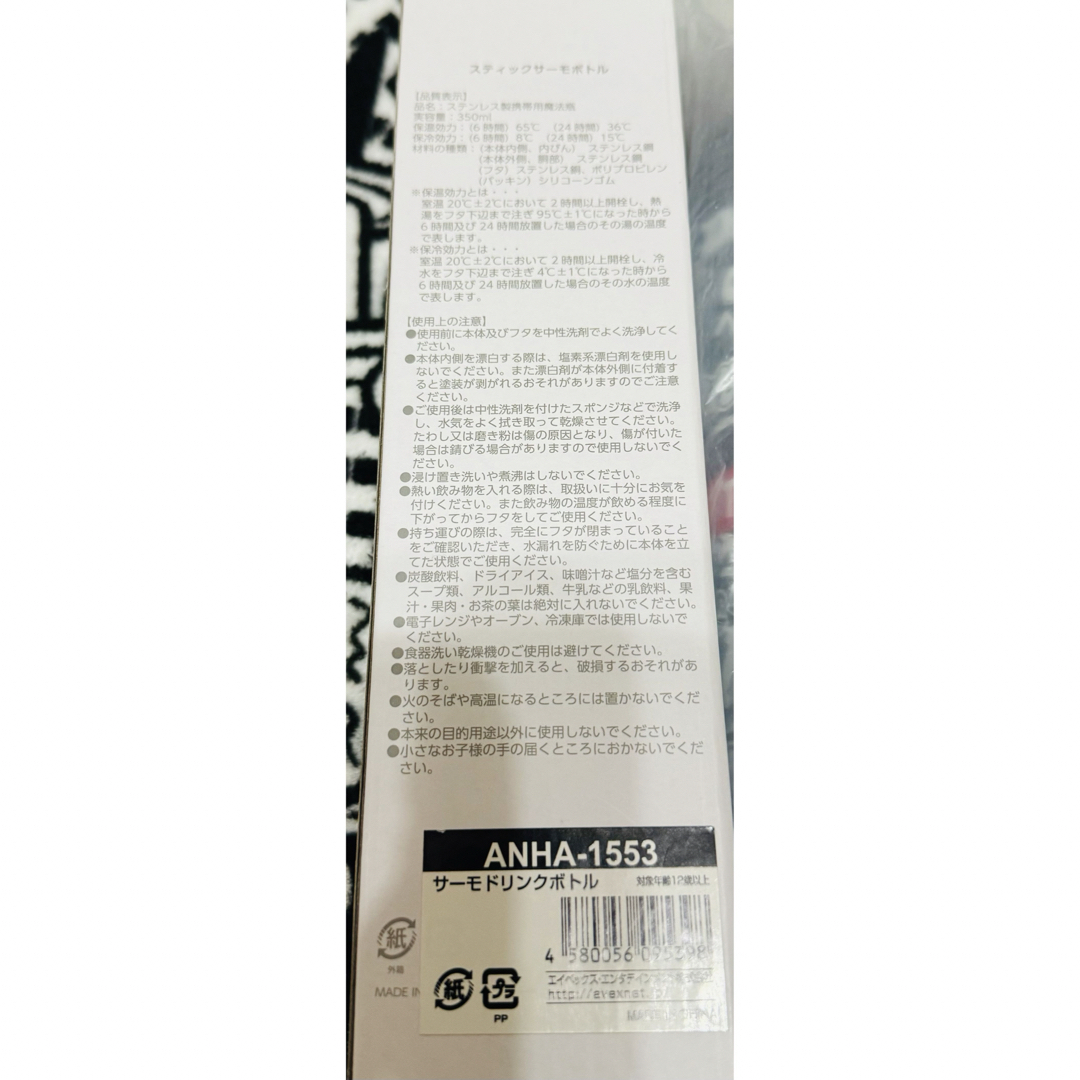 スティックサーモボトル
【品質表示】
品名：ステンレス製携帯用魔法瓶
実容量：350ml
保温効力：(6時間) 65℃ (24時間) 36℃
保冷効力：(6時間) 8℃ (24時間) 15℃
材料の種類：(本体内側、内びん) ステンレス鋼
(本体外側、胴部) ステンレス鋼
(フタ) ステンレス鋼、ポリプロピレン
(パッキン) シリコーンゴム
※保温効力とは・・・
室温20℃±2℃において2時間以上開栓し、熱
湯をフタ下辺まで注ぎ95℃±1℃になった時から
6時間及び24時間放置した場合のその湯の温度
で表します。
※保冷効力とは・・・
室温20℃±2℃において2時間以上開栓し、冷
水をフタ下辺まで注ぎ4℃±1℃になった時から
6時間及び24時間放置した場合のその水の温度
で表します。
【使用上の注意】
●使用前に本体及びフタを中性洗剤でよく洗浄してく
ださい。
●本体内側を漂白する際は、塩素系漂白剤を使用し
ないでください。また漂白剤が本体外側に付着す
ると塗装が剥がれるおそれがありますのでご注意
ください。
●ご使用後は中性洗剤を付けたスポンジなどで洗浄
し、水気をよく拭き取って乾燥させてください。
たわし又は磨き粉は傷の原因となり、傷が付いた
場合は錆びる場合がありますので使用しないでく
ださい。
●浸け置き洗いや煮沸はしないでください。
●熱い飲み物を入れる際は、取扱いに十分にお気を
付けください。また飲み物の温度が飲める程度に
下がってからフタをしてご使用ください。
●持ち運びの際は、完全にフタが閉まっていること
をご確認いただき、水漏れを防ぐために本体を立
てた状態でご使用ください。
●炭酸飲料、ドライアイス、味噌汁など塩分を含む
スープ類、アルコール類、牛乳などの乳飲料、果
汁・果肉・お茶の葉は絶対に入れないでください。
●電子レンジやオーブン、冷凍庫では使用しないで
ください。
●食器洗い乾燥機のご使用は避けてください。
●落としたり衝撃を加えると、破損するおそれがあ
ります。
●火のそばや高温になるところには置かないでくだ
さい。
●本来の目的用途以外に使用しないでください。
●小さなお子様の手の届くところにおかないでくだ
さい。
ANHA-1553
サーモドリンクボトル 対象年齢12歳以上
4 580056 095398
紙
外箱
MADE IN
紙
プラ
PP
エイベックス・エンタテインメント株式会社
http://avexnet.jp/